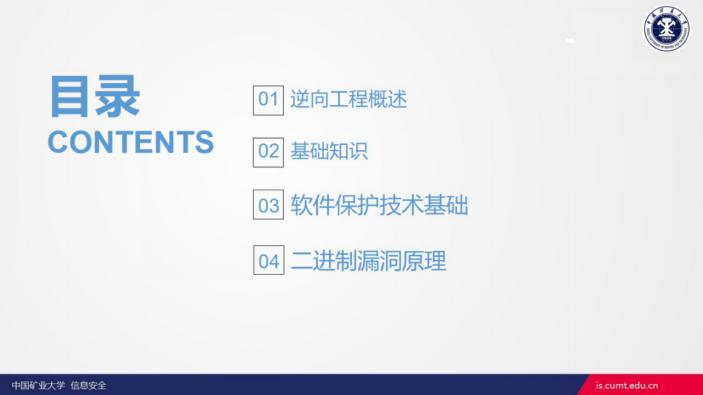 目录
CONTENTS
01 逆向工程概述
02 基础知识
03 软件保护技术基础
04 二进制漏洞原理
中国矿业大学 信息安全
is.cumt.edu.cn